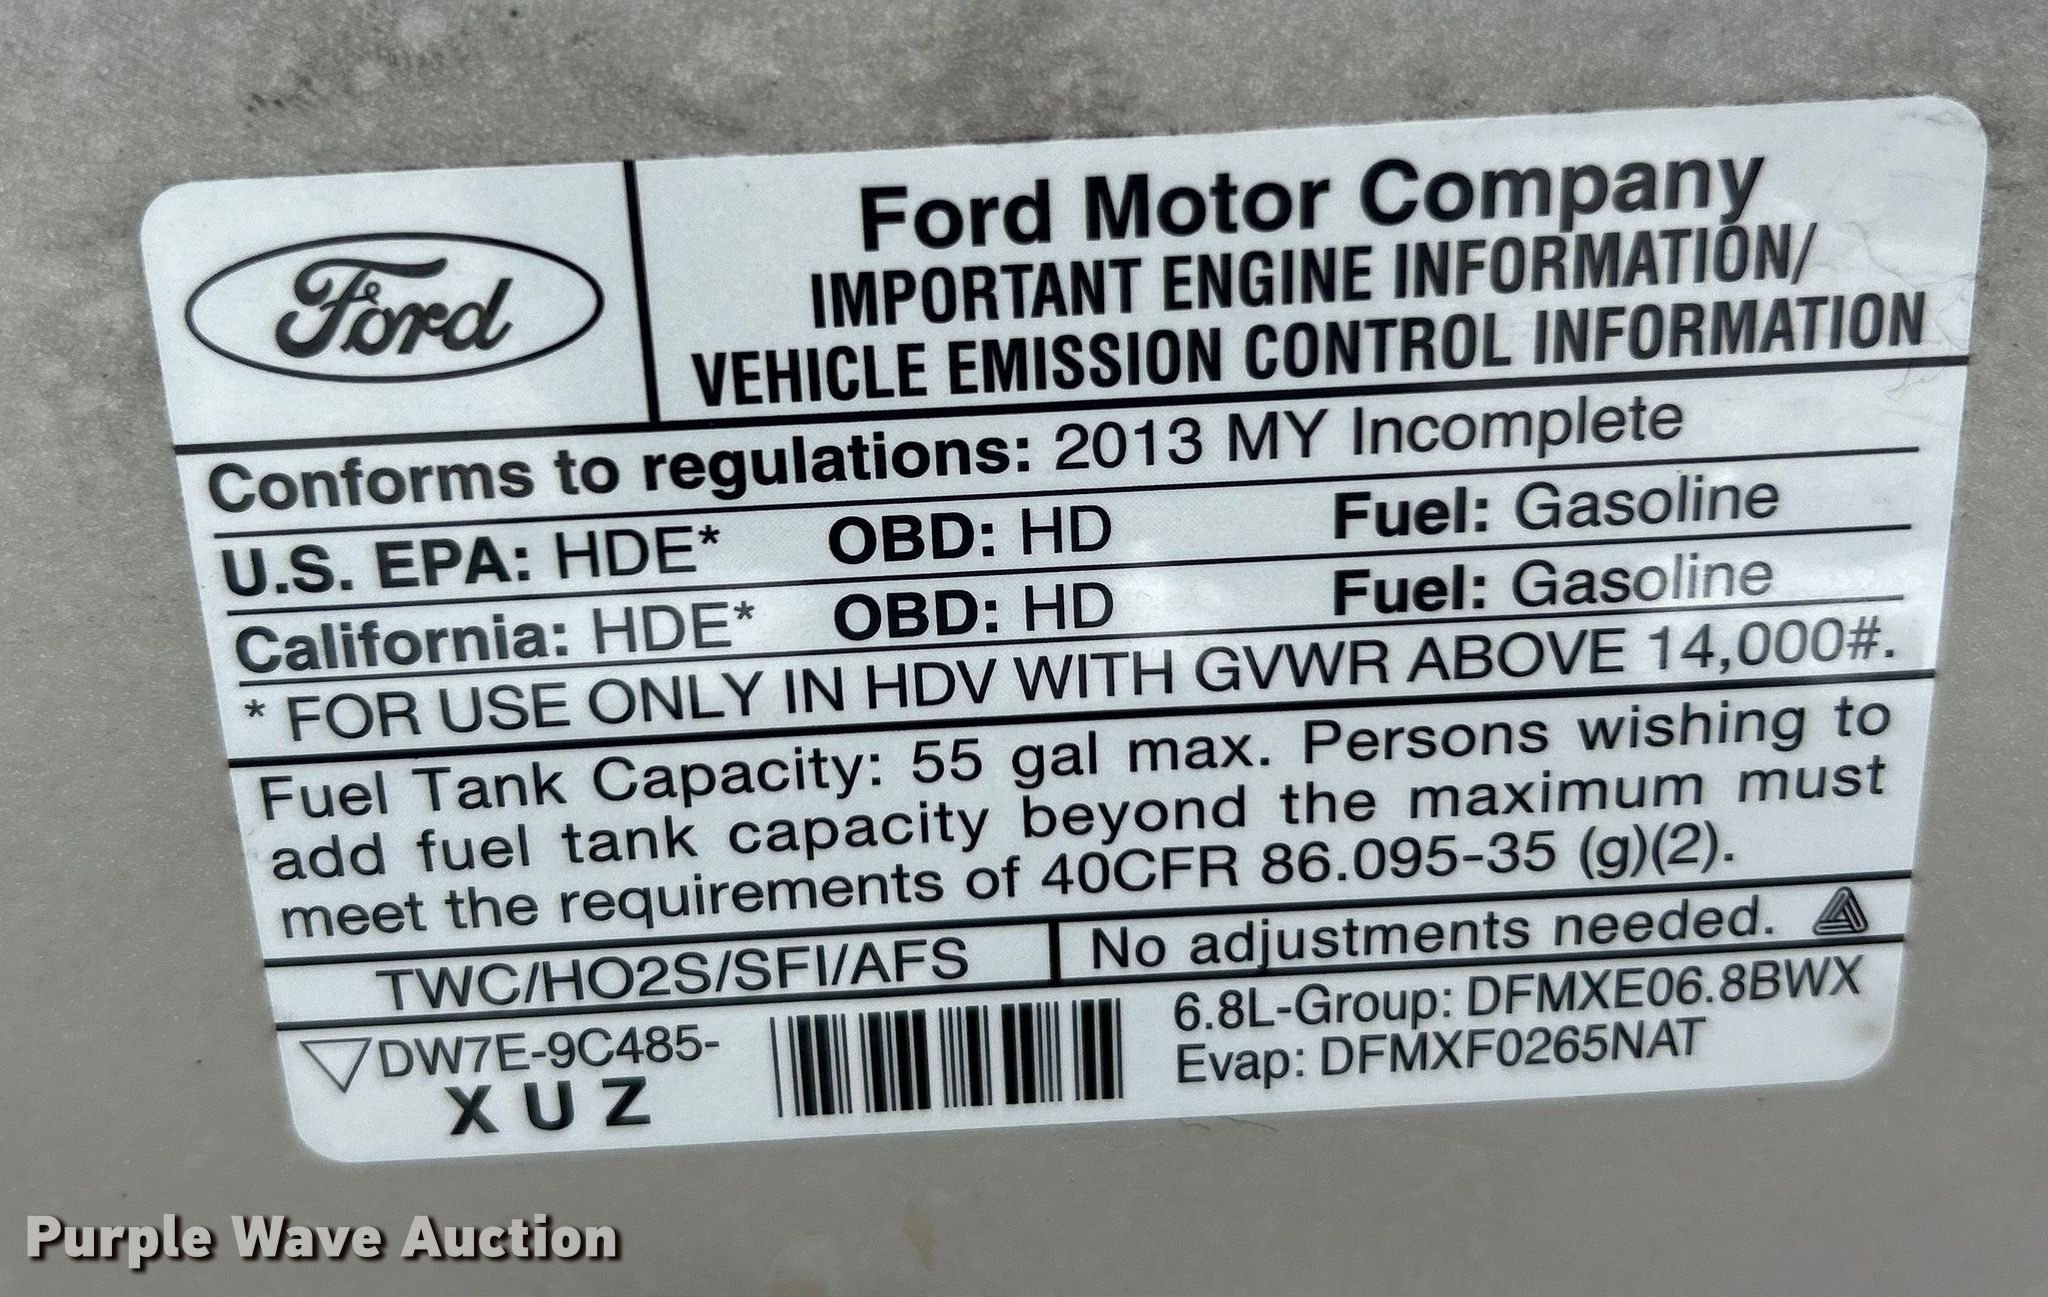 Ford
Ford Motor Company
IMPORTANT ENGINE INFORMATION/
VEHICLE EMISSION CONTROL INFORMATION
Conforms to regulations: 2013 MY Incomplete
U.S. EPA: HDE* OBD: HD Fuel: Gasoline
California: HDE* OBD: HD Fuel: Gasoline
* FOR USE ONLY IN HDV WITH GVWR ABOVE 14,000#.
Fuel Tank Capacity: 55 gal max. Persons wishing to
add fuel tank capacity beyond the maximum must
meet the requirements of 40CFR 86.095-35 (g)(2).
TWC/HO2S/SFI/AFS No adjustments needed.
DW7E-9C485-
X U Z
6.8L-Group: DFMXE06.8BWX
Evap: DFMXF0265NAT
Purple Wave Auction